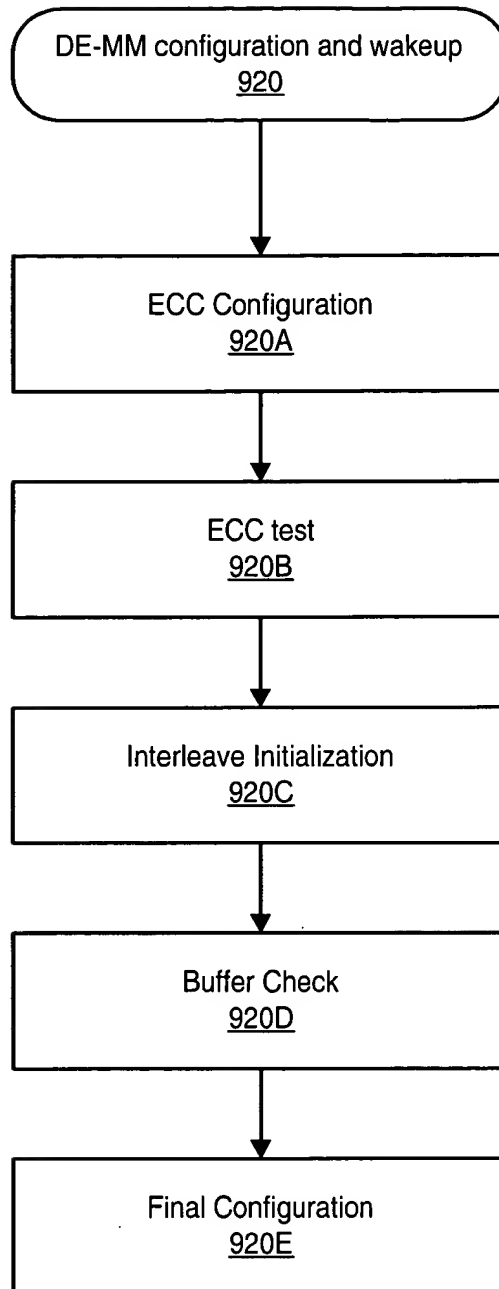 DE-MM configuration and wakeup
920
ECC Configuration
920A
ECC test
920B
Interleave Initialization
920C
Buffer Check
920D
Final Configuration
920E